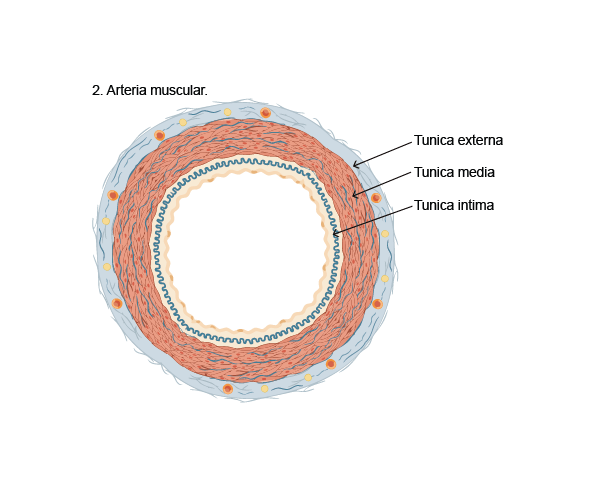 2. Arteria muscular.
Tunica externa
Tunica media
Tunica intima